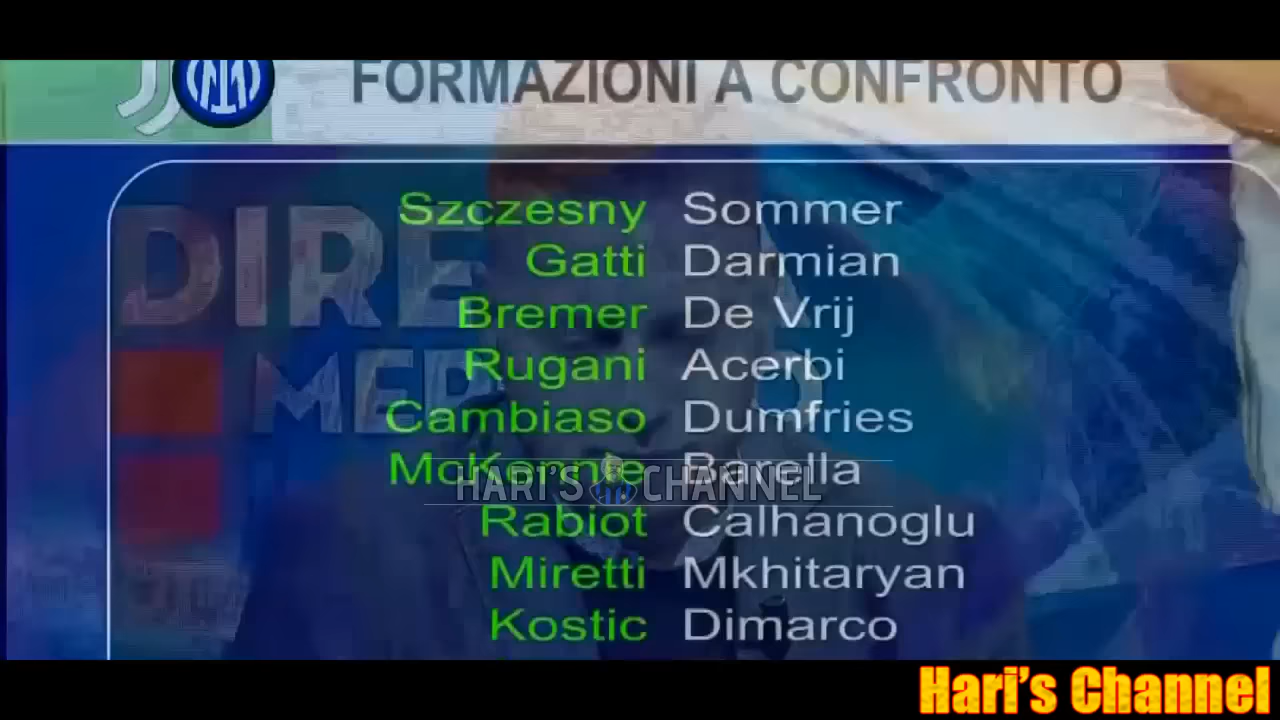 FORMAZIONI A CONFRONTO
Szczesny Sommer
Gatti Darmian
Bremer De Vrij
Rugani Acerbi
Cambiaso Dumfries
McKennie Barella
HARI'S CHANNEL
Rabiot Calhanoglu
Miretti Mkhitaryan
Kostic Dimarco
DIRE
Hari's Channel